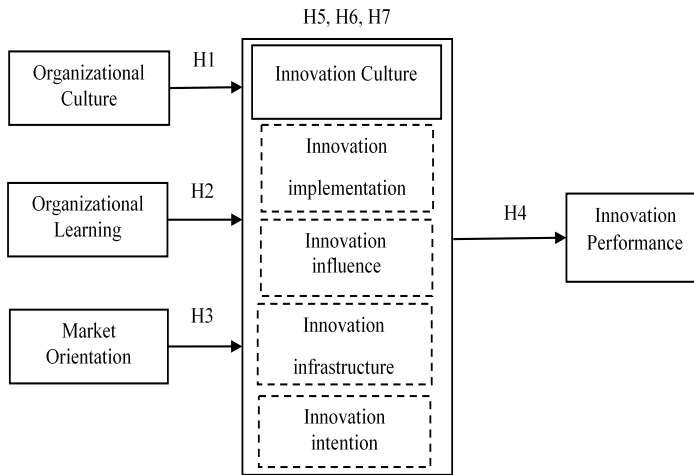 H5, H6, H7
H1
Organizational
Culture
Innovation Culture
Innovation
implementation
H2
Organizational
Learning
H4
Innovation
Performance
Innovation
influence
H3
Market
Orientation
Innovation
infrastructure
Innovation
intention